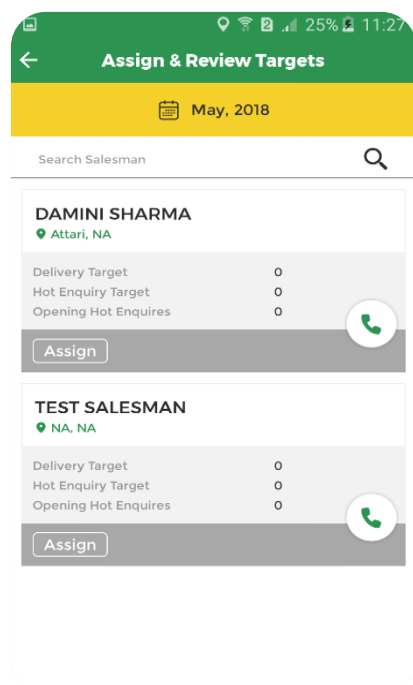 2 25% 11:27
Assign & Review Targets
May, 2018
Search Salesman
DAMINI SHARMA
Attari, NA
Delivery Target 0
Hot Enquiry Target 0
Opening Hot Enquires 0
Assign
TEST SALESMAN
NA, NA
Delivery Target 0
Hot Enquiry Target 0
Opening Hot Enquires 0
Assign